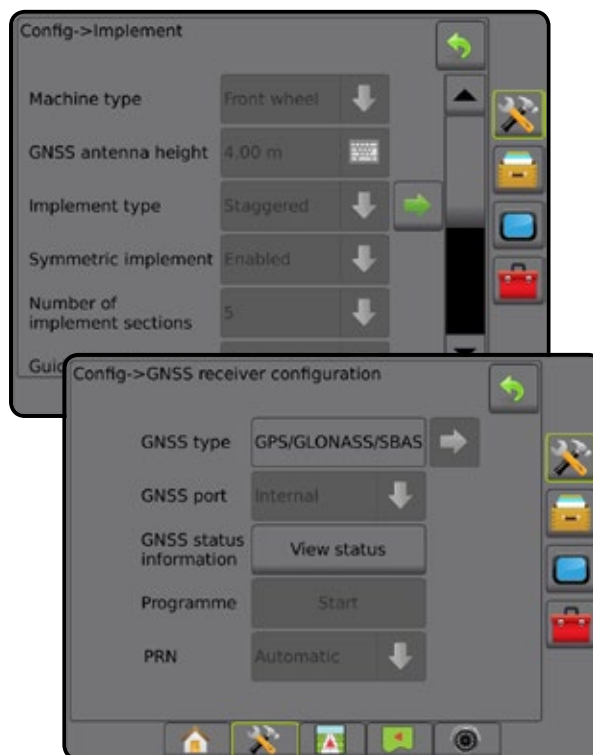 Config->Implement
Machine type
Front wheel
GNSS antenna height
4.00 m
Implement type
Staggered
Symmetric implement
Enabled
Number of
implement sections
5
Config->GNSS receiver configuration
GNSS type
GPS/GLONASS/SBAS
GNSS port
Internal
GNSS status
information
View status
Programme
Start
PRN
Automatic